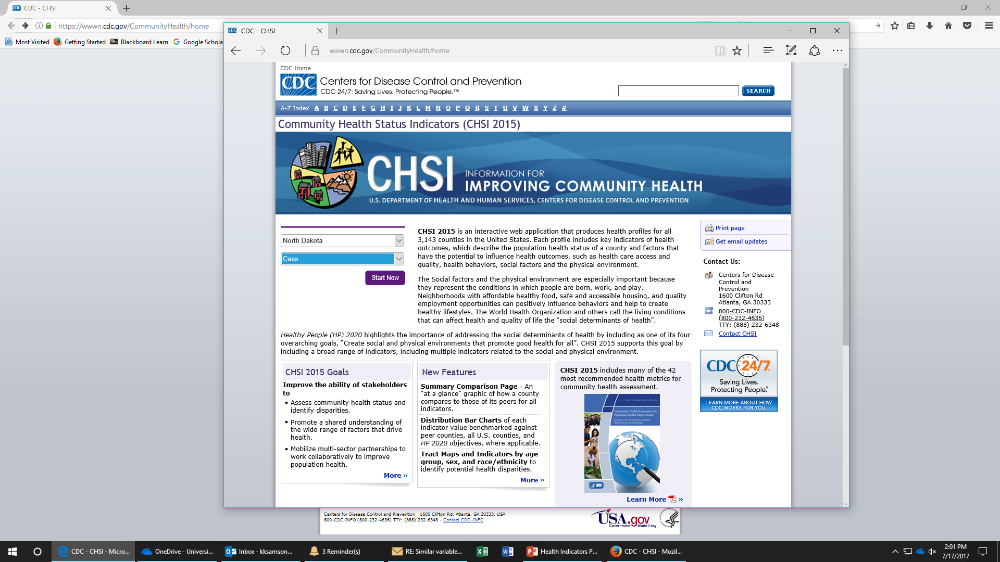 CDC - CHSI
https://wwwn.cdc.gov/CommunityHealth/home
Most Visited Getting Started Bb Blackboard Learn Google Schola
CDC - CHSI
wwwn.cdc.gov/CommunityHealth/home
CDC Home
CDC Centers for Disease Control and Prevention
CDC 24/7: Saving Lives. Protecting People.™
SEARCH
A-Z Index A B C D E F G H I J K L M N O P Q R S T U V W X Y Z #
Community Health Status Indicators (CHSI 2015)
CHSI INFORMATION FOR
IMPROVING COMMUNITY HEALTH
U.S. DEPARTMENT OF HEALTH AND HUMAN SERVICES, CENTERS FOR DISEASE CONTROL AND PREVENTION
North Dakota
Cass
Start Now
CHSI 2015 is an interactive web application that produces health profiles for all
3,143 counties in the United States. Each profile includes key indicators of health
outcomes, which describe the population health status of a county and factors that
have the potential to influence health outcomes, such as health care access and
quality, health behaviors, social factors and the physical environment.
The Social factors and the physical environment are especially important because
they represent the conditions in which people are born, work, and play.
Neighborhoods with affordable healthy food, safe and accessible housing, and quality
employment opportunities can positively influence behaviors and help to create
healthy lifestyles. The World Health Organization and others call the living conditions
that can affect health and quality of life the “social determinants of health”.
Healthy People (HP) 2020 highlights the importance of addressing the social determinants of health by including as one of its four
overarching goals, “Create social and physical environments that promote good health for all”. CHSI 2015 supports this goal by
including a broad range of indicators, including multiple indicators related to the social and physical environment.
Print page
Get email updates
Contact Us:
Centers for Disease
Control and
Prevention
1600 Clifton Rd
Atlanta, GA 30333
800-CDC-INFO
(800-232-4636)
TTY: (888) 232-6348
Contact CHSI
CDC 24/7
Saving Lives.
Protecting People.™
LEARN MORE ABOUT HOW
CDC WORKS FOR YOU.
CHSI 2015 Goals
Improve the ability of stakeholders
to
• Assess community health status and
identify disparities.
• Promote a shared understanding of
the wide range of factors that drive
health.
• Mobilize multi-sector partnerships to
work collaboratively to improve
population health.
More ››
New Features
Summary Comparison Page - An
“at a glance” graphic of how a county
compares to those of its peers for all
indicators.
Distribution Bar Charts of each
indicator value benchmarked against
peer counties, all U.S. counties, and
HP 2020 objectives, where applicable.
Tract Maps and Indicators by age
group, sex, and race/ethnicity to
identify potential health disparities.
More ››
CHSI 2015 includes many of the 42
most recommended health metrics for
community health assessment.
Community Health Assessment for
Population Health Improvement
Learn More ››
Centers for Disease Control and Prevention 1600 Clifton Rd. Atlanta, GA 30333, USA
800-CDC-INFO (800-232-4636) TTY: (888) 232-6348 - Contact CDC-INFO
USA.gov
Government Made Easy
CDC - CHSI - Micro...
OneDrive - Universi...
Inbox - kksamson...
3 Reminder(s)
RE: Similar variable...
Health Indicators P...
CDC - CHSI - Mozil...
2:01 PM
7/17/2017